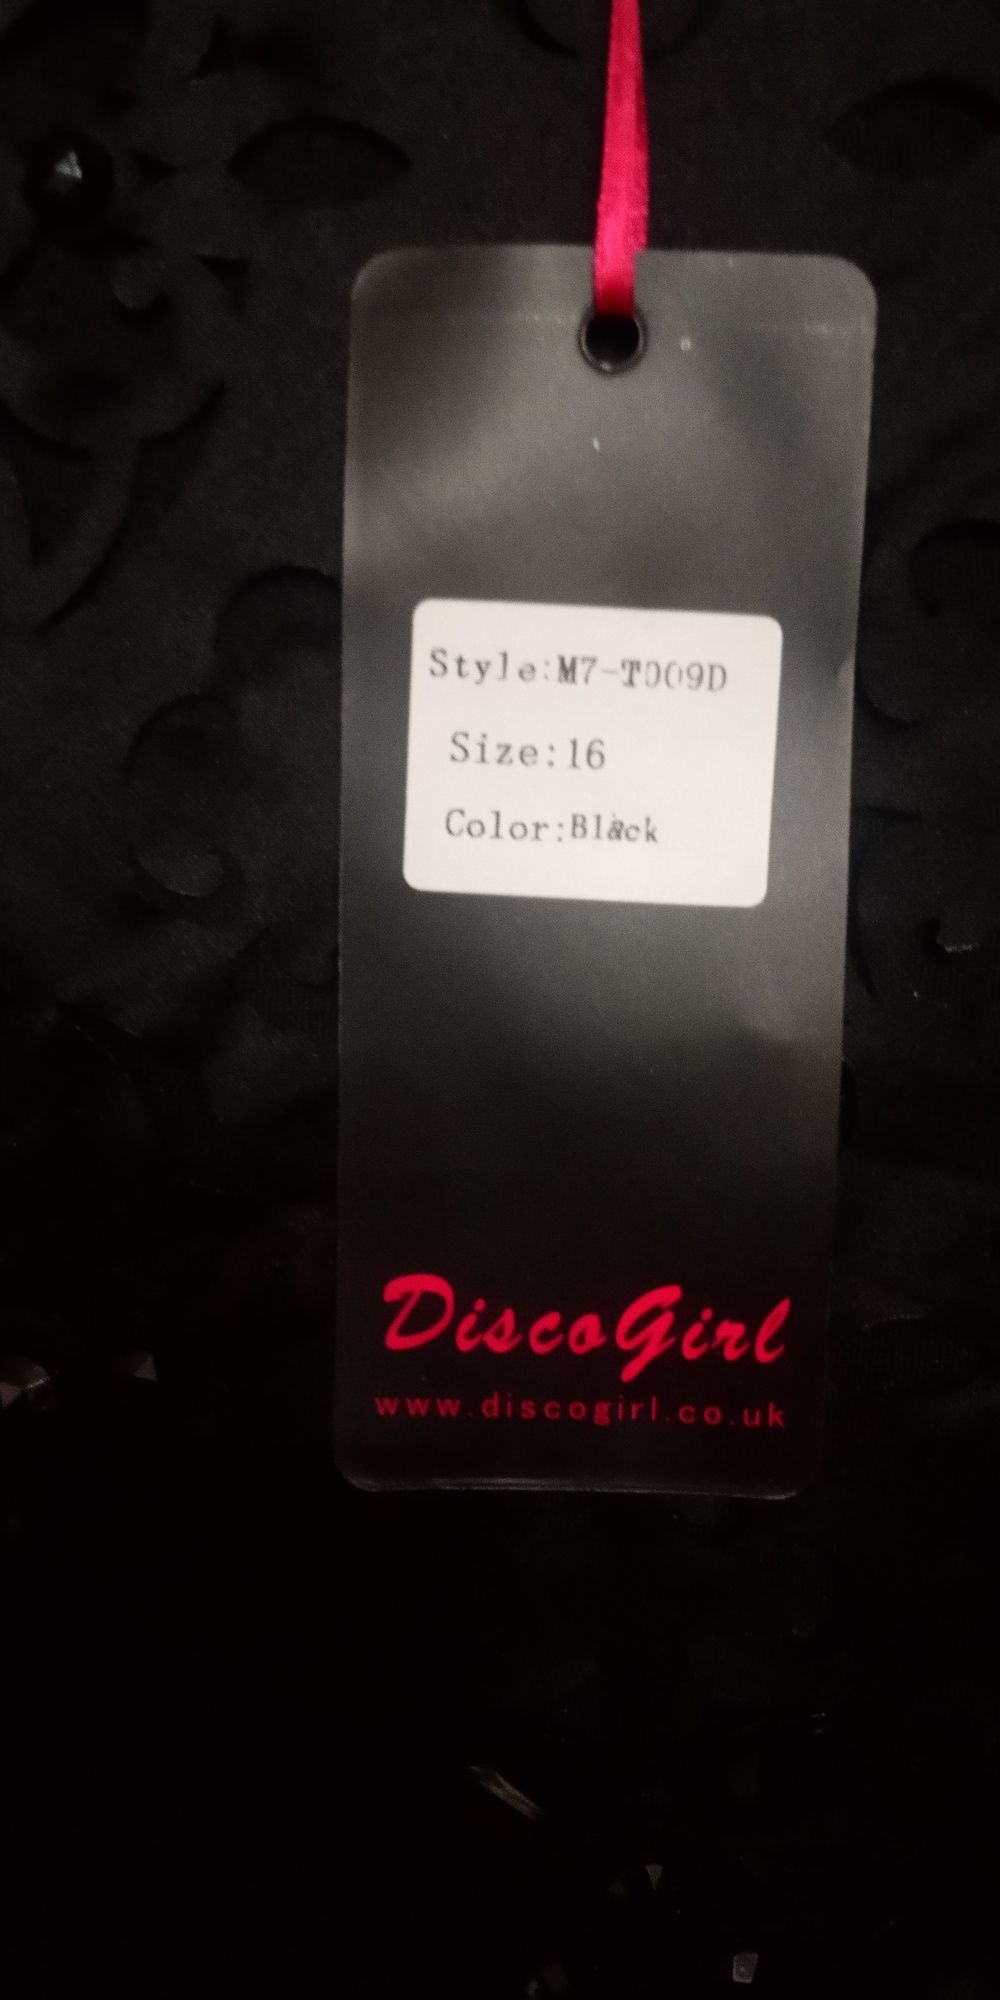 Style:M7-T009D
Size:16
Color:Black
DiscoGirl
www.discogirl.co.uk